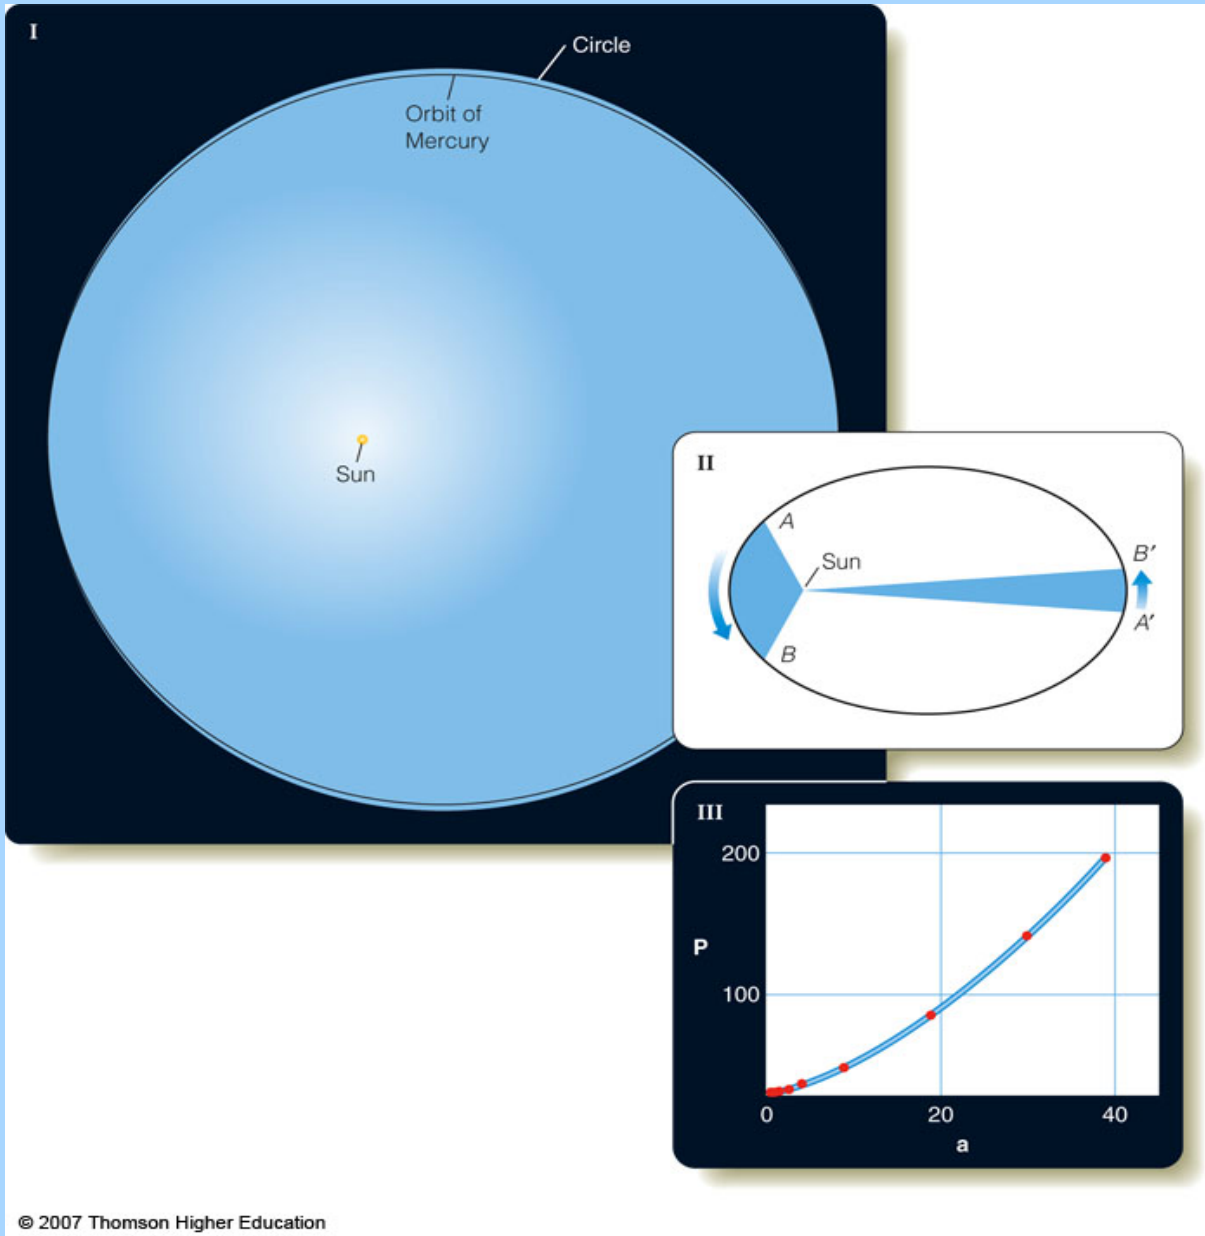 I
Circle
Orbit of
Mercury
Sun
II
A
Sun
B′
A′
B
III
200
P
100
0 20 40
a
© 2007 Thomson Higher Education